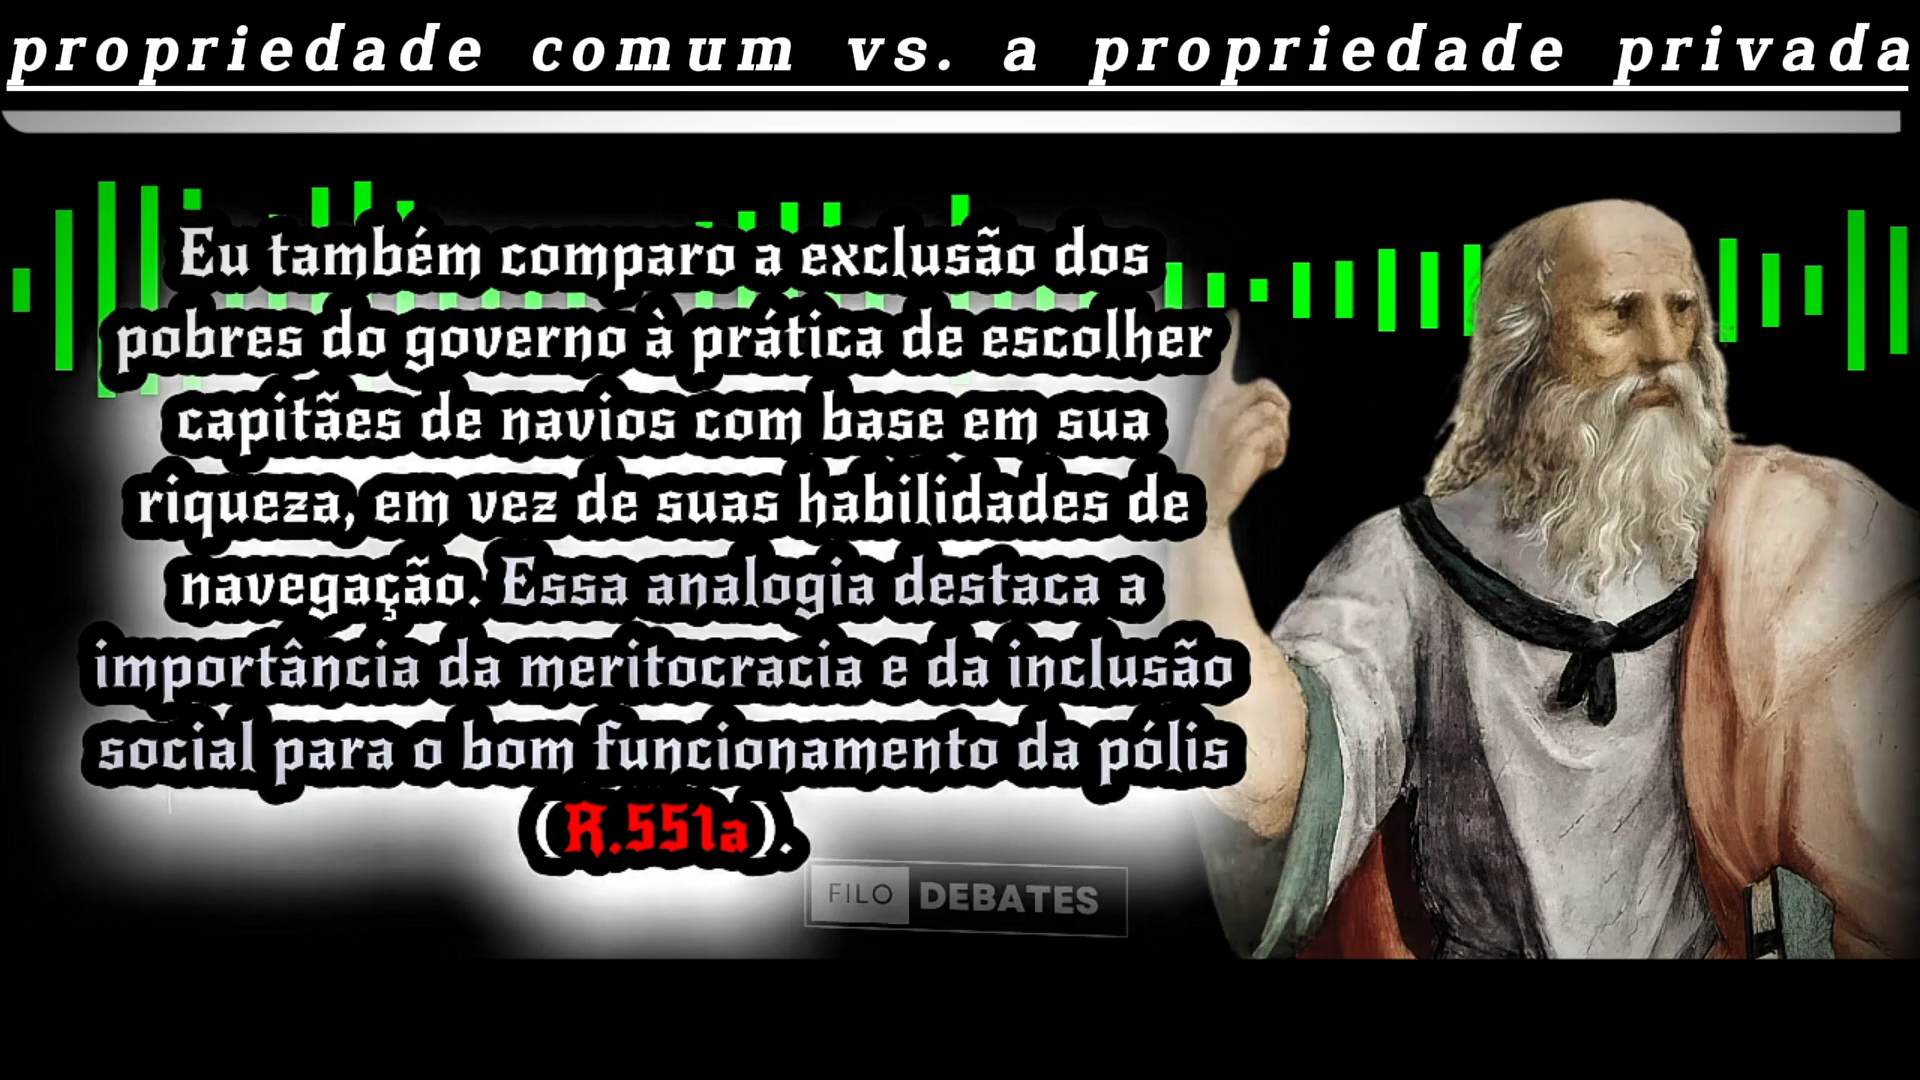 propriedade comum vs. a propriedade privada
Eu também comparo a exclusão dos
pobres do governo à prática de escolher
capitães de navios com base em sua
riqueza, em vez de suas habilidades de
navegação. Essa analogia destaca a
importância da meritocracia e da inclusão
social para o bom funcionamento da pólis
(R.551a).
FILO DEBATES